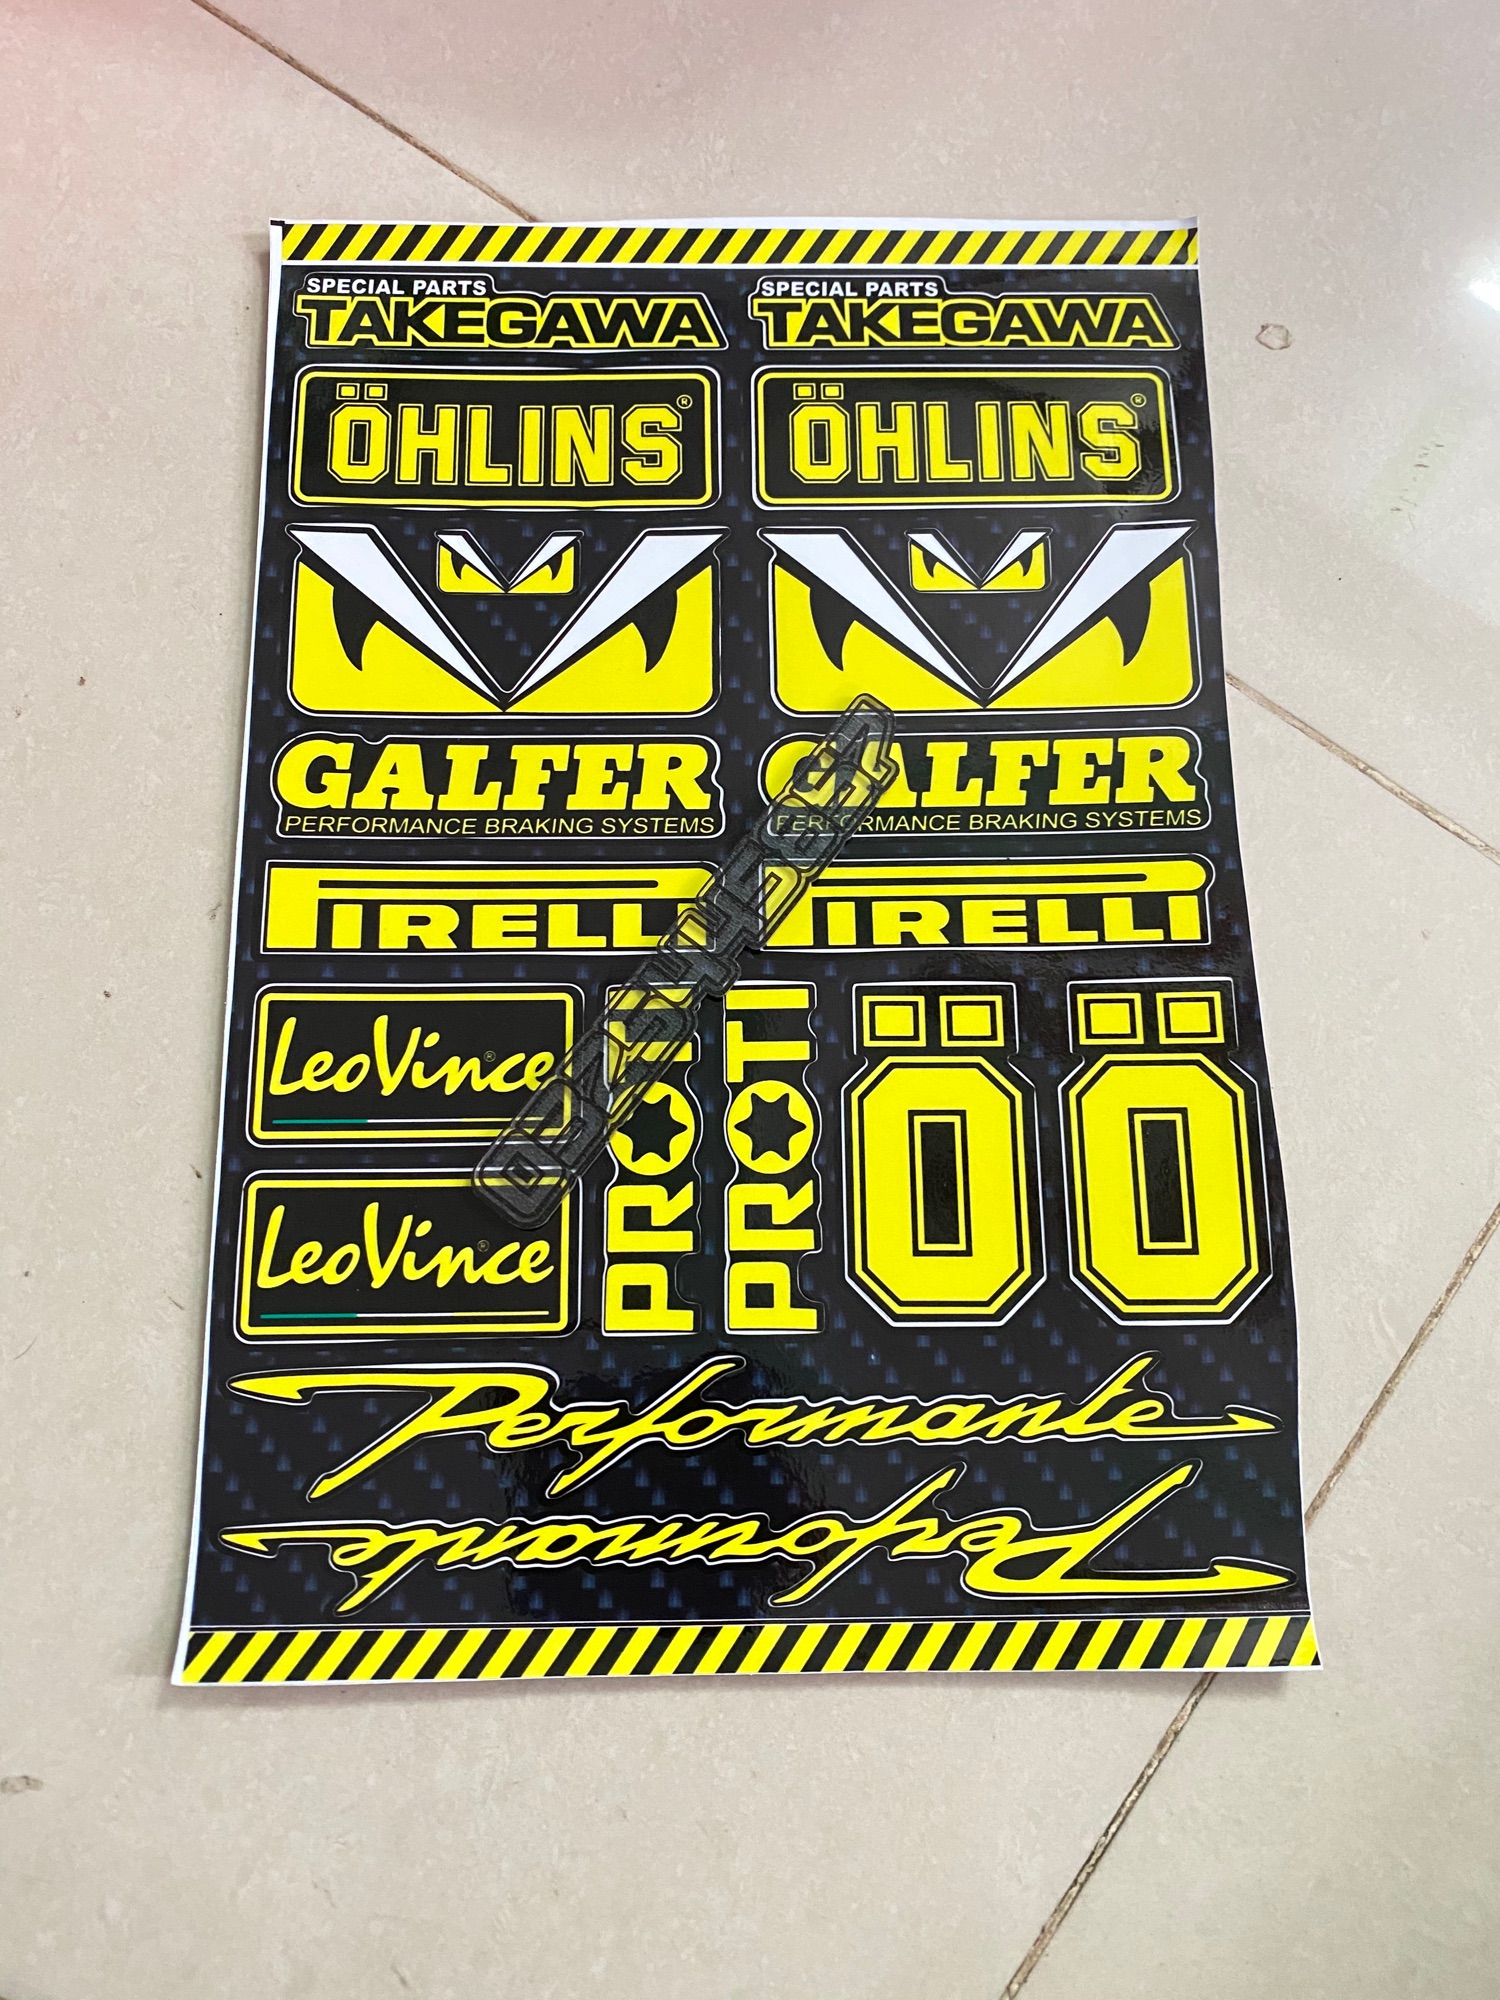 SPECIAL PARTS
TAKEGAWA
SPECIAL PARTS
TAKEGAWA
ÖHLINS®
ÖHLINS®
GALFER
PERFORMANCE BRAKING SYSTEMS
GALFER
PERFORMANCE BRAKING SYSTEMS
PIRELLI
PIRELLI
LeoVince®
LeoVince®
PROTI
PROTI
Ö
Ö
Performante
Performante